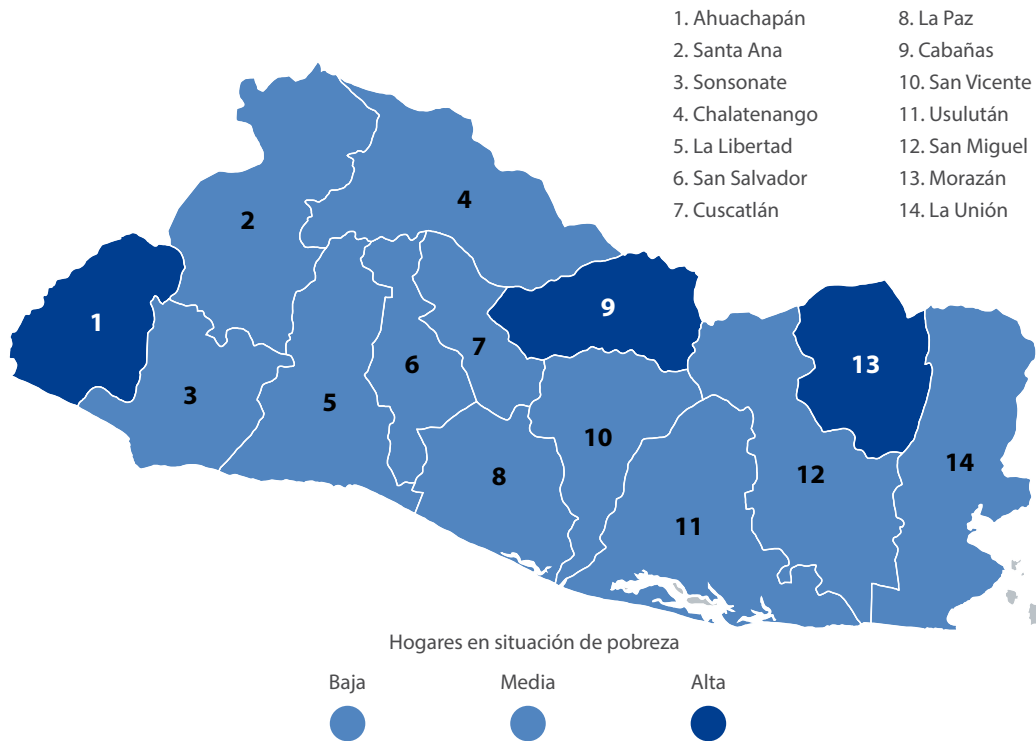 1. Ahuachapán
2. Santa Ana
3. Sonsonate
4. Chalatenango
5. La Libertad
6. San Salvador
7. Cuscatlán
8. La Paz
9. Cabañas
10. San Vicente
11. Usulután
12. San Miguel
13. Morazán
14. La Unión
4
2
9
1
7
6
13
3
5
10
14
8
12
11
Hogares en situación de pobreza
Baja
Media
Alta